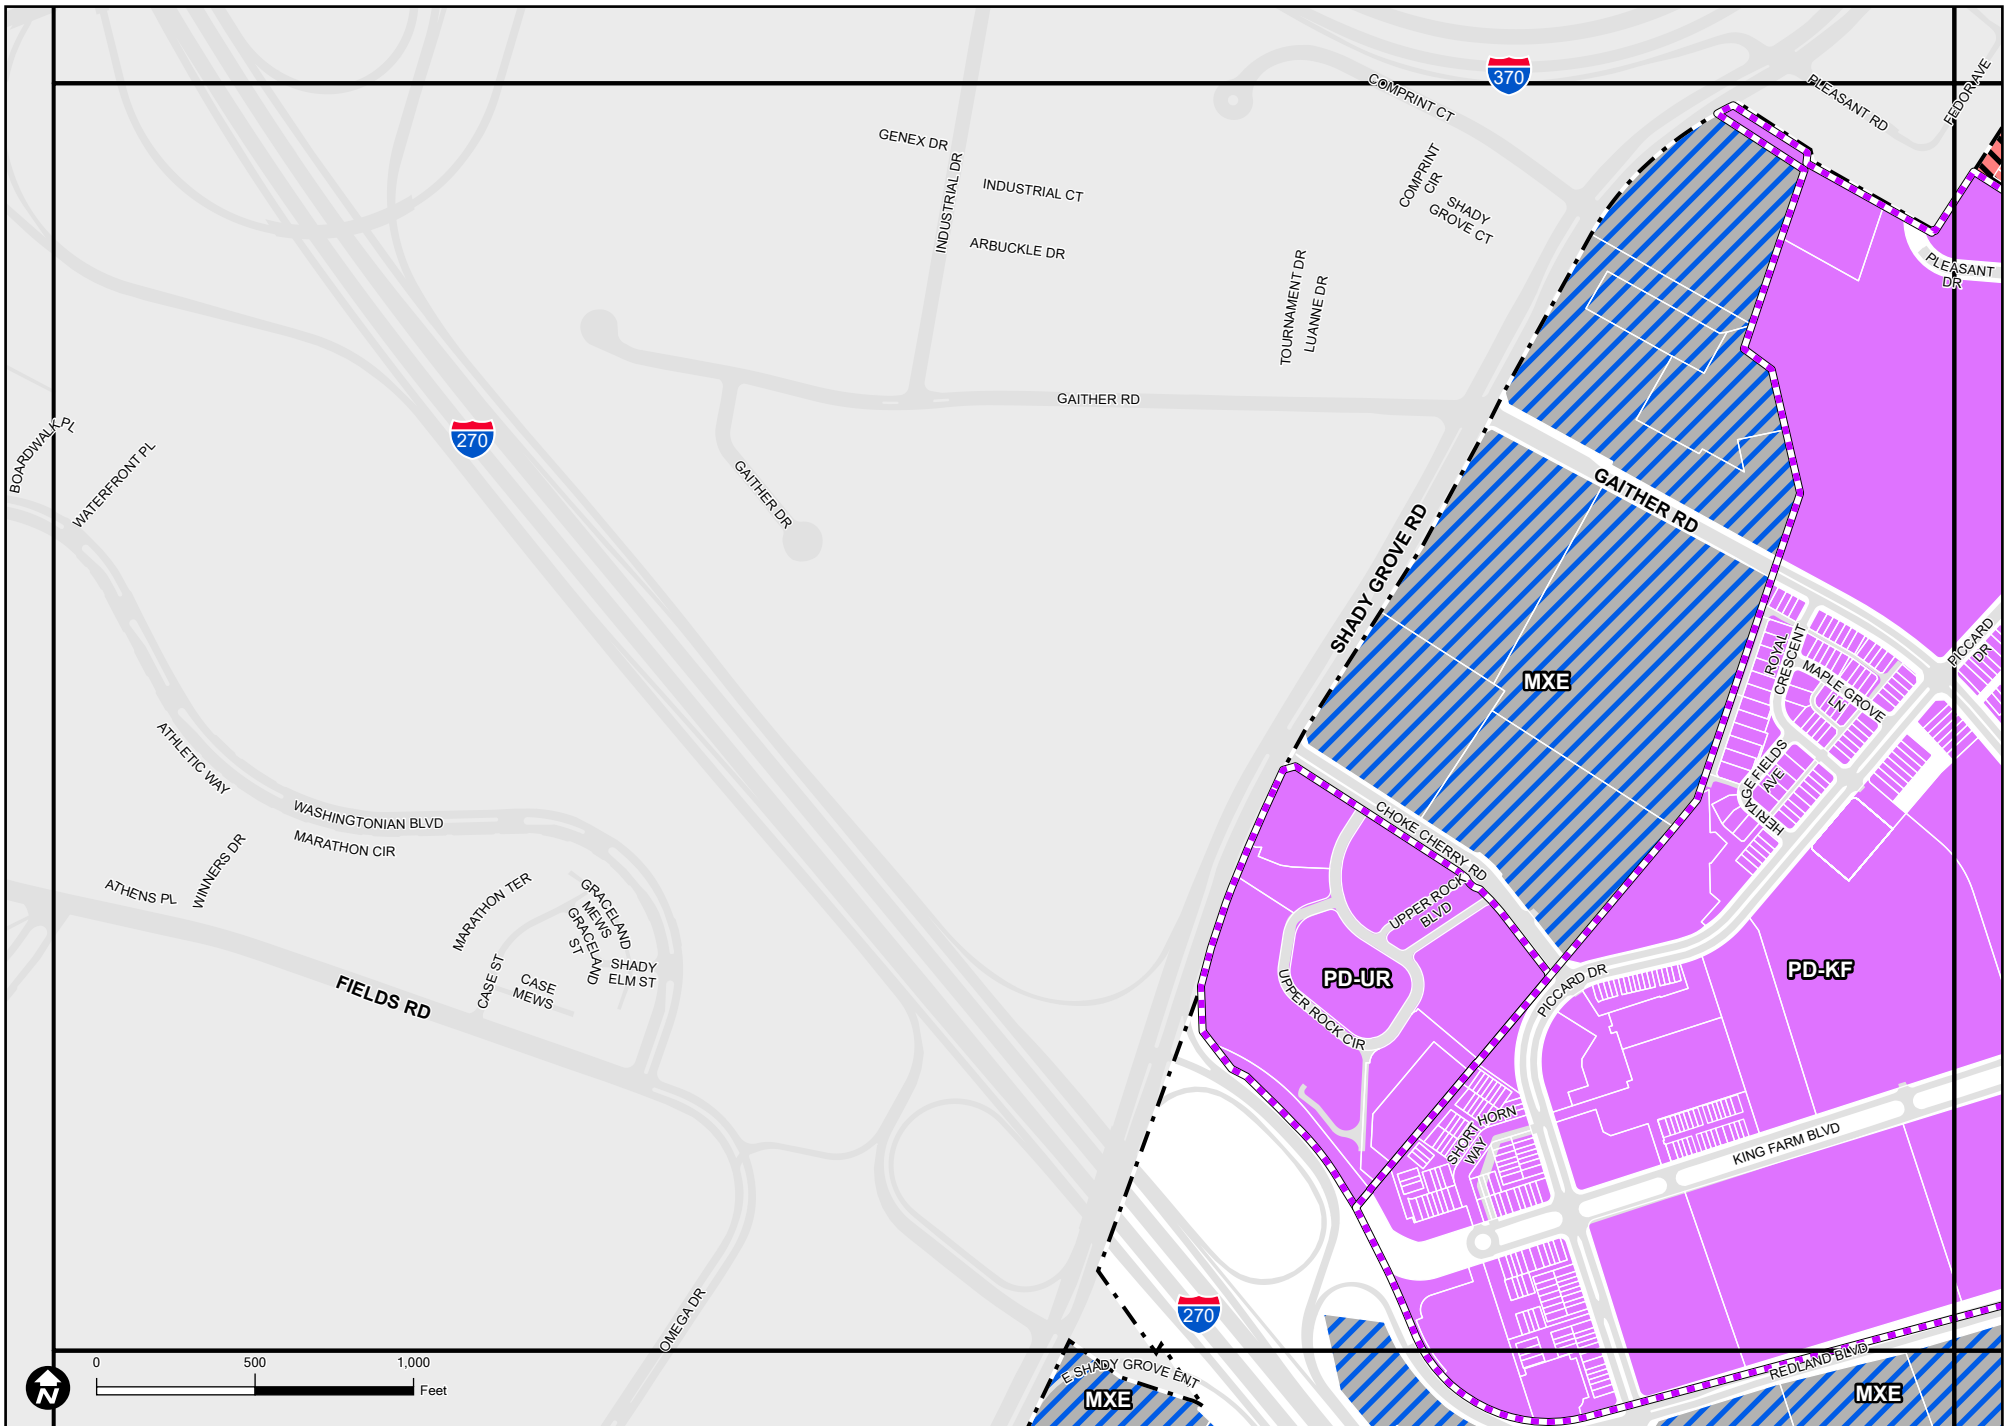 370
COMPRINT CT
PLEASANT RD
FEDOR AVE
GENEX DR
INDUSTRIAL DR
INDUSTRIAL CT
ARBUCKLE DR
COMPRINT
CIR
SHADY
GROVE CT
TOURNAMENT DR
LUANNE DR
PLEASANT
DR
GAITHER RD
270
BOARDWALK PL
WATERFRONT PL
GAITHER DR
GAITHER RD
SHADY GROVE RD
MXE
ROYAL
CRESCENT
MAPLE GROVE
LN
PICCARD
DR
HERITAGE FIELDS
AVE
ATHLETIC WAY
WASHINGTONIAN BLVD
MARATHON CIR
WINNERS DR
ATHENS PL
MARATHON TER
GRACELAND
MEWS
GRACELAND
ST
SHADY
ELM ST
CASE ST
CASE
MEWS
FIELDS RD
CHOKE CHERRY RD
UPPER ROCK
BLVD
PD-UR
UPPER ROCK CIR
PICCARD DR
PD-KF
SHORT HORN
WAY
KING FARM BLVD
OMEGA DR
270
REDLAND BLVD
E SHADY GROVE ENT
MXE
MXE
N
0 500 1,000
Feet